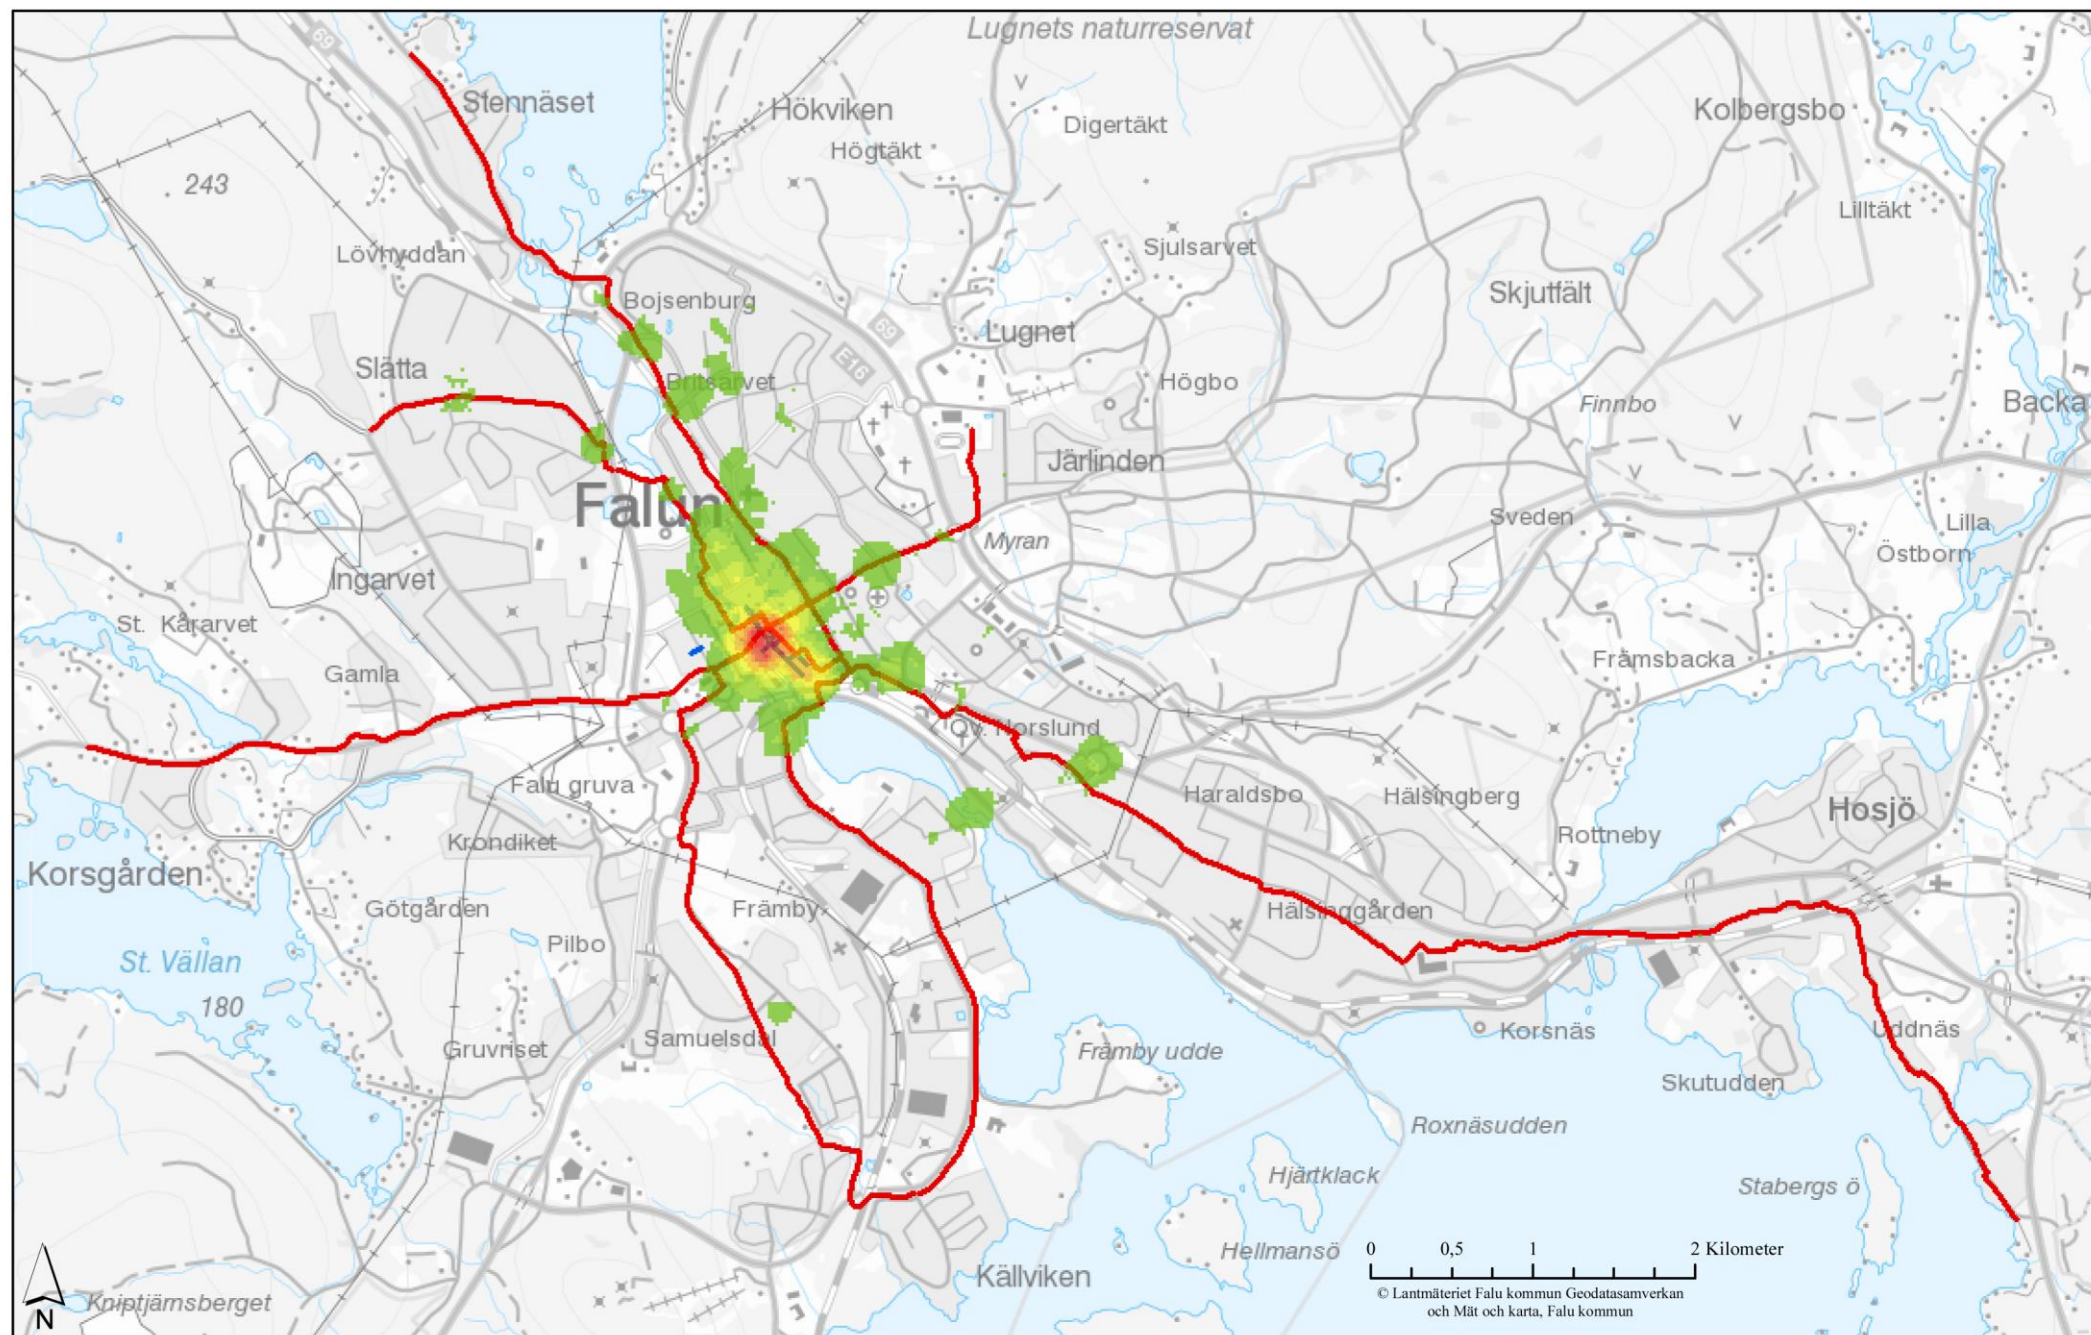 Lugnets naturreservat
69
Stennäset
Hökviken
Kolbergsbo
Digertäkt
Högtäkt
243
Lilltäkt
Lövhyddan
Sjulsarvet
Bojsenburg
Skjutfält
69
Lugnet
E16
Slätta
Britsarvet
Högbo
Finnbo
Backa
Järlinden
Falun
Sveden
Lilla
Östborn
Myran
Ingarvet
St. Kårarvet
Främsbacka
Gamla
Öv. Norslund
Falu gruva
Haraldsbo
Hälsingberg
Hosjö
Krondiket
Rottneby
Korsgården
Götgården
Främby
Hälsinggården
Pilbo
St. Vällan
180
Samuelsdal
Korsnäs
Uddnäs
Gruvriset
Främby udde
Skutudden
Roxnäsudden
Hjärtklack
Stabergs ö
Hellmansö
0 0,5 1 2 Kilometer
Källviken
© Lantmäteriet Falu kommun Geodatasamverkan
och Mät och karta, Falu kommun
Kniptjärnsberget
N